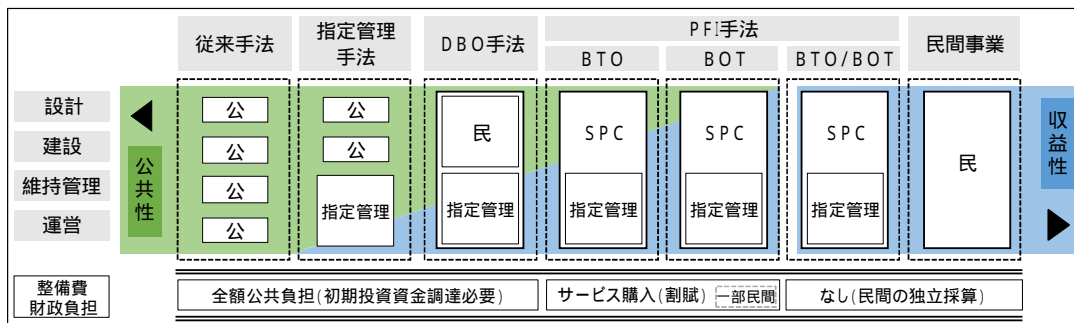 従来手法
指定管理
手法
DBO手法
PFI手法
BTO
BOT
BTO/BOT
民間事業
設計
建設
維持管理
運営
公共性
公
公
公
公
公
公
指定管理
民
指定管理
SPC
指定管理
SPC
指定管理
SPC
指定管理
民
収益性
整備費
財政負担
全額公共負担(初期投資資金調達必要)
サービス購入(割賦)
一部民間
なし(民間の独立採算)